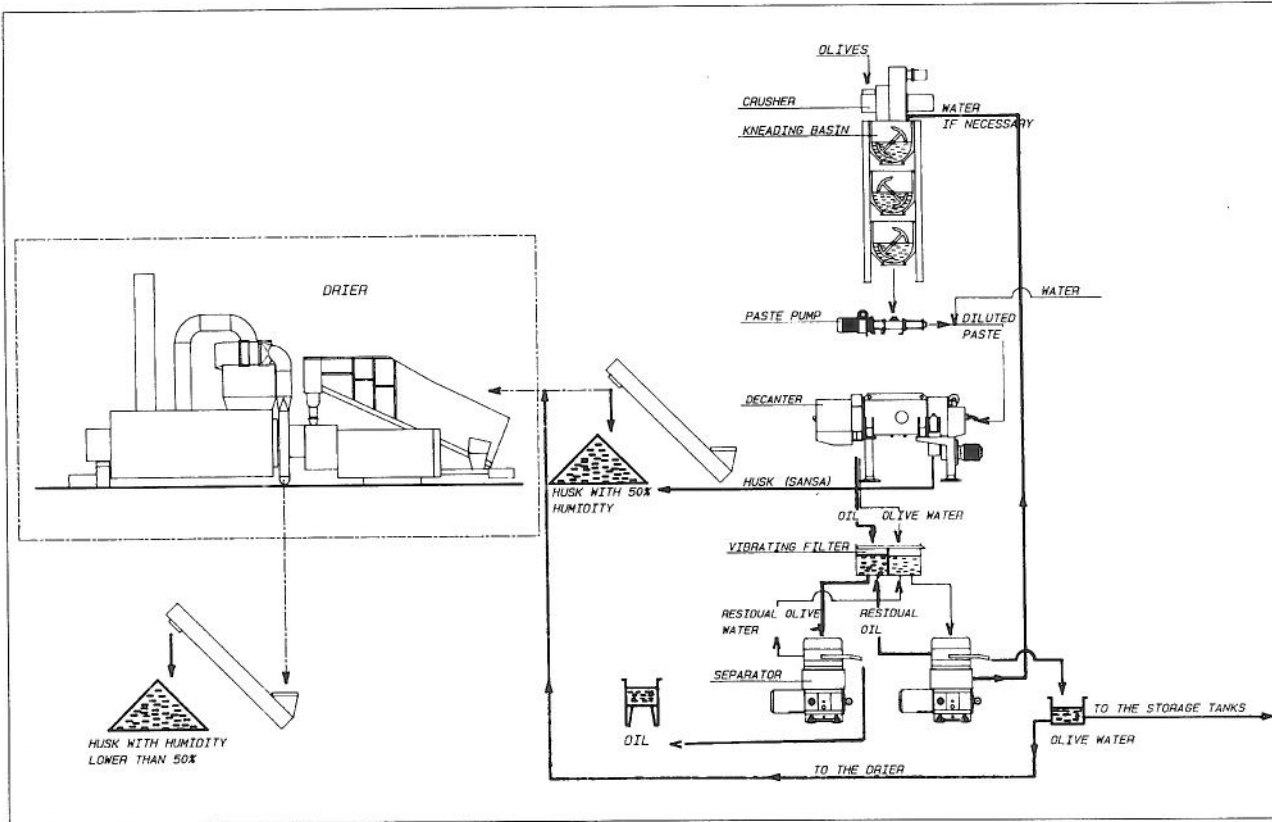 OLIVES
CRUSHER
WATER
IF NECESSARY
KNEADING BASIN
DRIER
WATER
PASTE PUMP
DILUTED
PASTE
DECANTER
HUSK (SANSA)
HUSK WITH 50%
HUMIDITY
OIL
OLIVE WATER
VIBRATING FILTER
RESIDUAL OLIVE
WATER
RESIDUAL
OIL
SEPARATOR
OIL
TO THE STORAGE TANKS
OLIVE WATER
HUSK WITH HUMIDITY
LOWER THAN 50%
TO THE DRIER